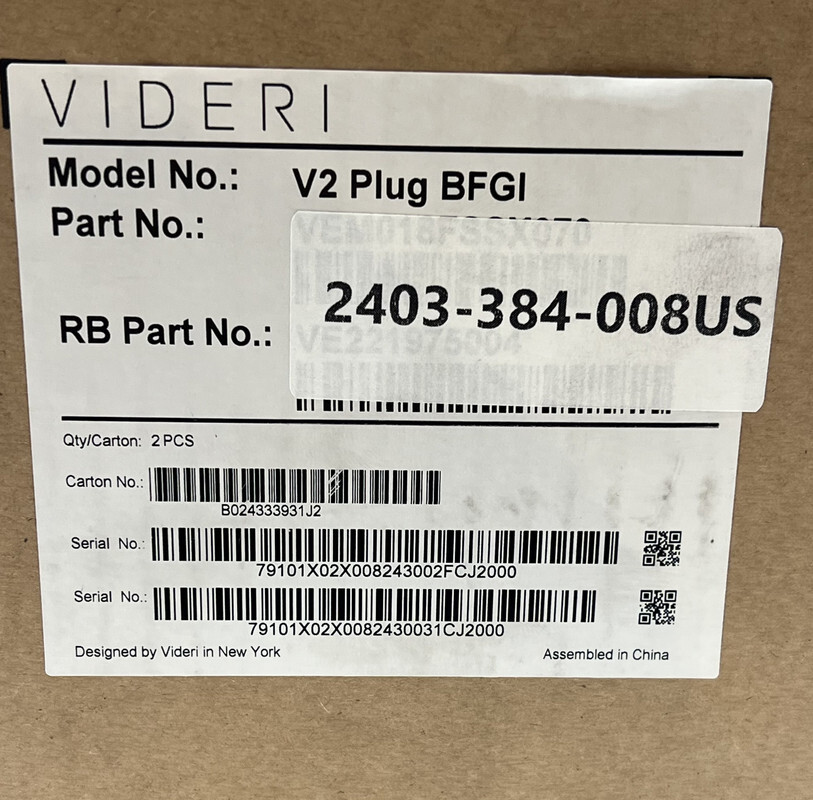 VIDERI
Model No.: V2 Plug BFGI
Part No.:
2403-384-008US
RB Part No.:
VE221975004
Qty/Carton: 2 PCS
Carton No.:
B024333931J2
Serial No.:
79101X02X008243002FCJ2000
Serial No.:
79101X02X0082430031CJ2000
Designed by Videri in New York Assembled in China